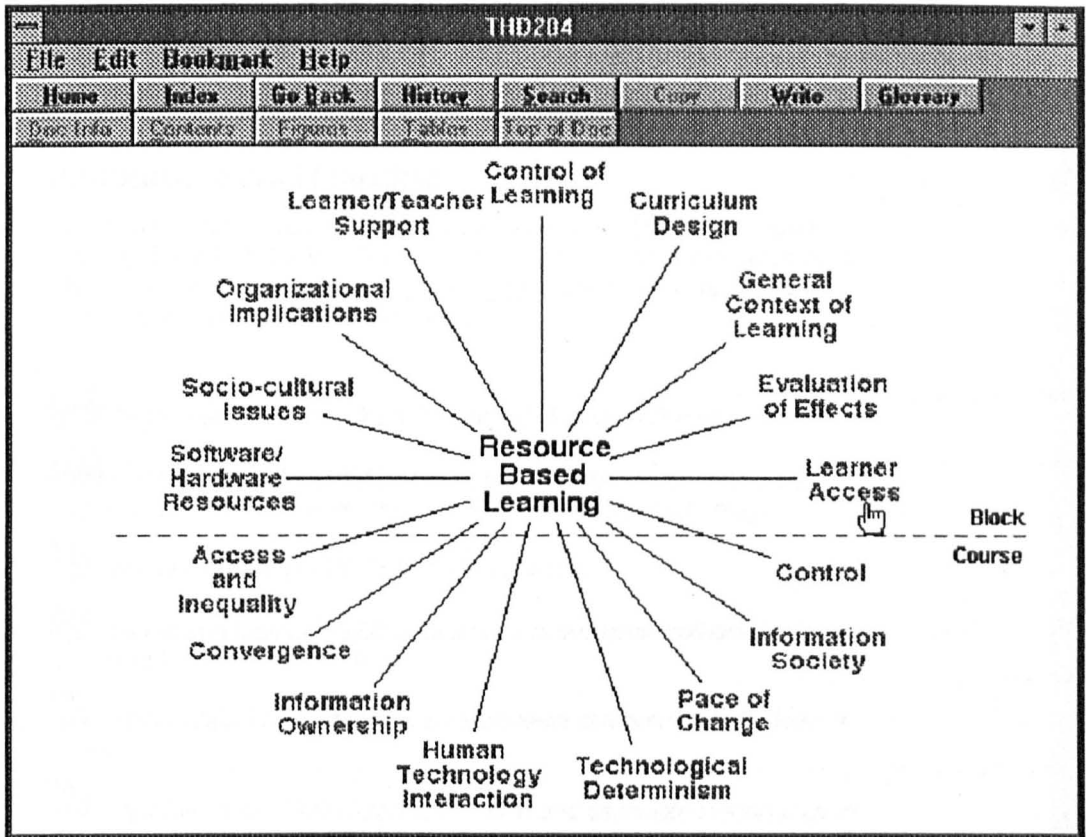 THD204
File Edit Bookmark Help
Home Index Go Back History Search Copy Write Glossary
Doc Info Contents Figures Tables Top of Doc
Control of
Learning
Learner/Teacher
Support
Curriculum
Design
Organizational
Implications
General
Context of
Learning
Socio-cultural
Issues
Evaluation
of Effects
Resource
Based
Learning
Software/
Hardware
Resources
Learner
Access
Block
Course
Access
and
Inequality
Control
Convergence
Information
Society
Information
Ownership
Pace of
Change
Human
Technology
Interaction
Technological
Determinism